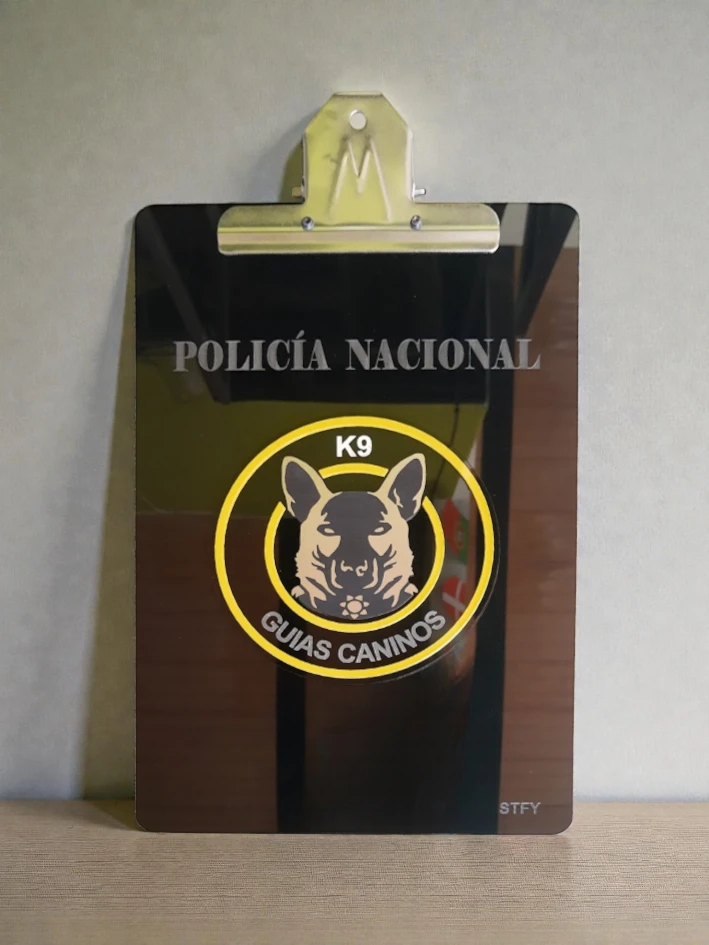 M
POLICÍA NACIONAL
K9
GUIAS CANINOS
STFY